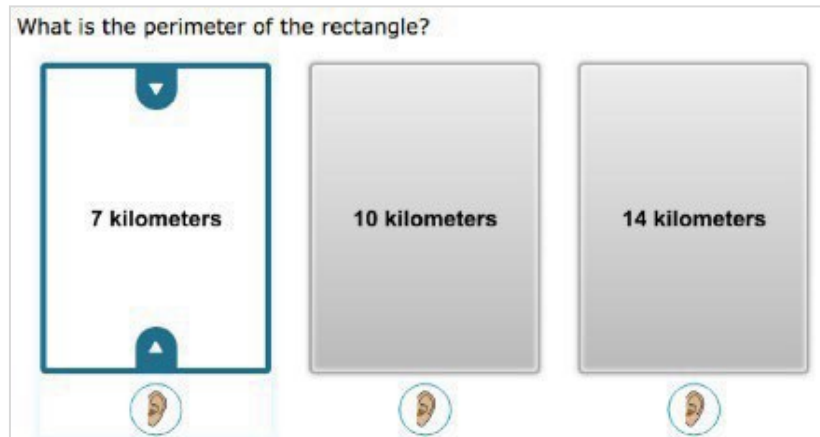 What is the perimeter of the rectangle?
7 kilometers
10 kilometers
14 kilometers